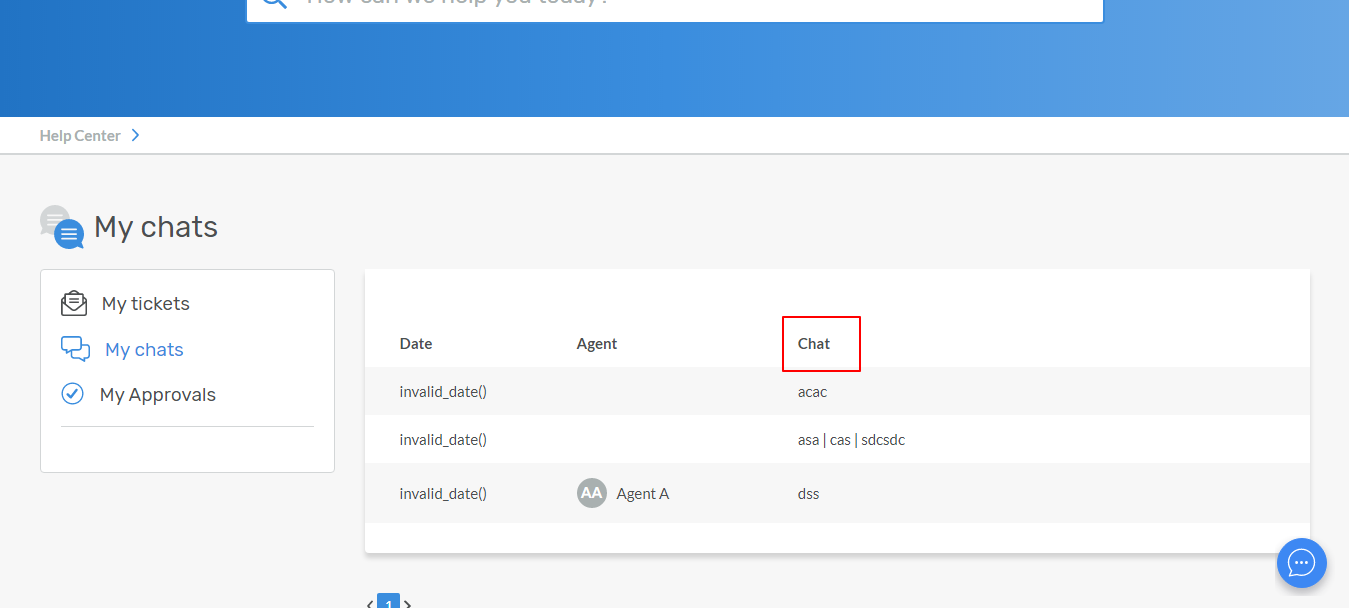 How can we help you today?
Help Center
My chats
My tickets
My chats
My Approvals
Date Agent Chat
invalid_date() acac
invalid_date() asa | cas | sdcsdc
invalid_date() AA Agent A dss
1